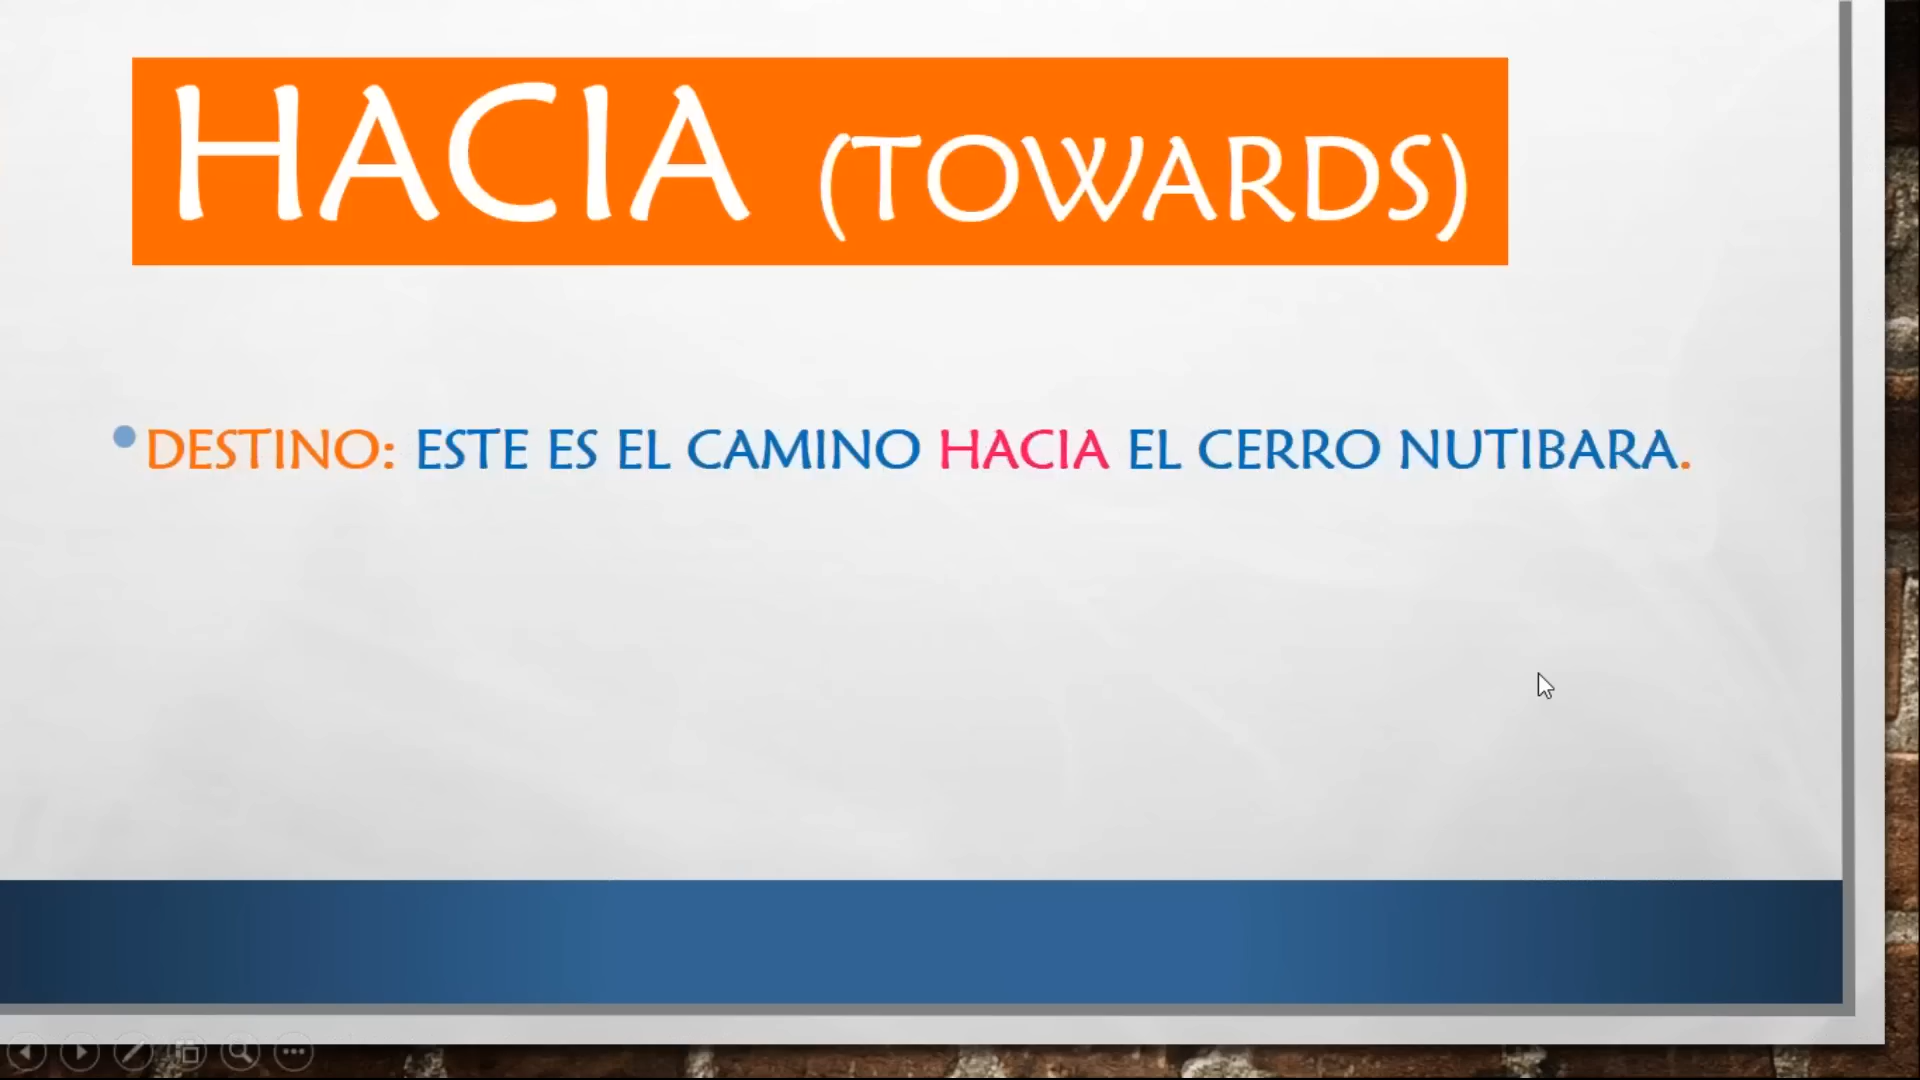 HACIA (TOWARDS)
DESTINO: ESTE ES EL CAMINO HACIA EL CERRO NUTIBARA.